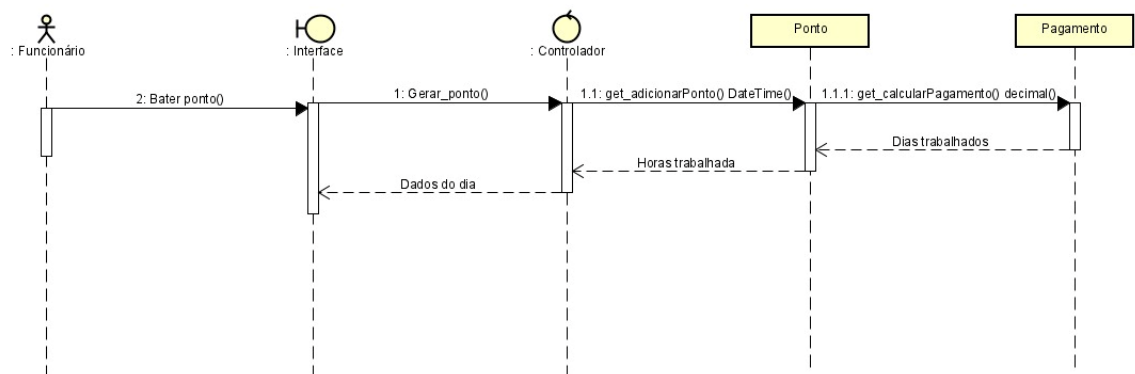 : Funcionário
: Interface
: Controlador
Ponto
Pagamento
2: Bater ponto()
1: Gerar_ponto()
1.1: get_adicionarPonto() DateTime()
1.1.1: get_calcularPagamento() decimal()
Dias trabalhados
Horas trabalhada
Dados do dia